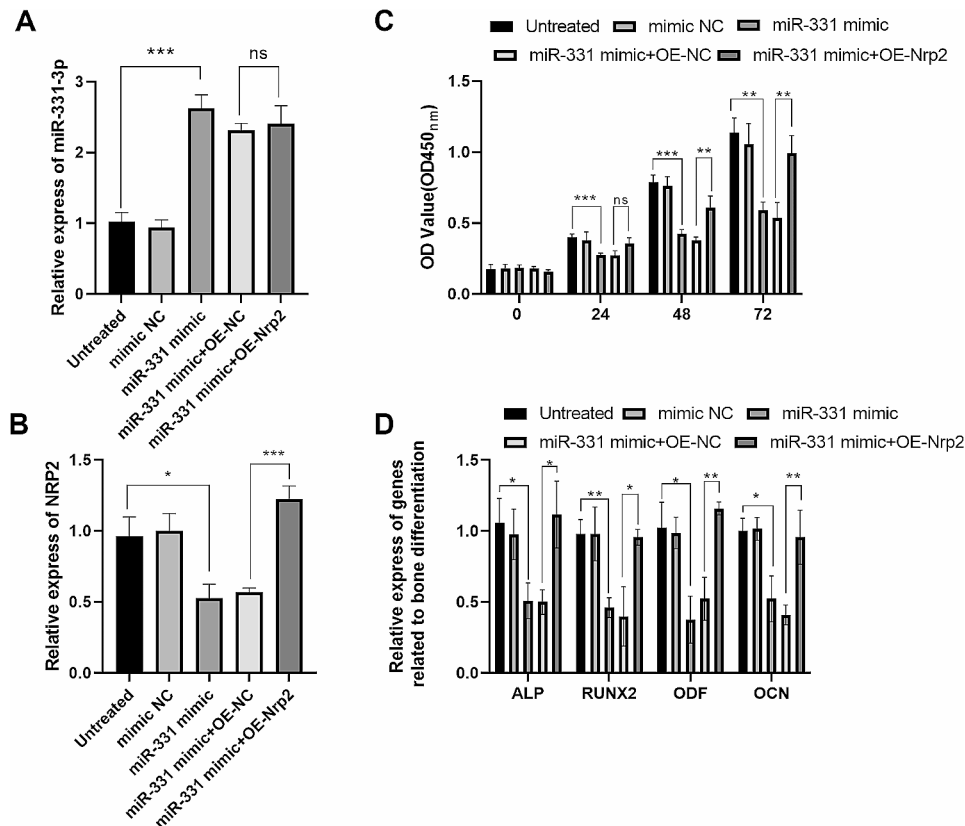 A
Relative express of miR-331-3p
3
2
1
0
***
ns
Untreated
mimic NC
miR-331 mimic
miR-331 mimic+OE-NC
miR-331 mimic+OE-Nrp2
C
Untreated mimic NC miR-331 mimic
miR-331 mimic+OE-NC miR-331 mimic+OE-Nrp2
OD Value(OD450nm)
1.5
1.0
0.5
0.0
*** ns
*** **
** **
0 24 48 72
B
Relative express of NRP2
1.5
1.0
0.5
0.0
*
***
Untreated
mimic NC
miR-331 mimic
miR-331 mimic+OE-NC
miR-331 mimic+OE-Nrp2
D
Untreated mimic NC miR-331 mimic
miR-331 mimic+OE-NC miR-331 mimic+OE-Nrp2
Relative express of genes
related to bone differentiation
1.5
1.0
0.5
0.0
* *
** *
* **
* **
ALP RUNX2 ODF OCN